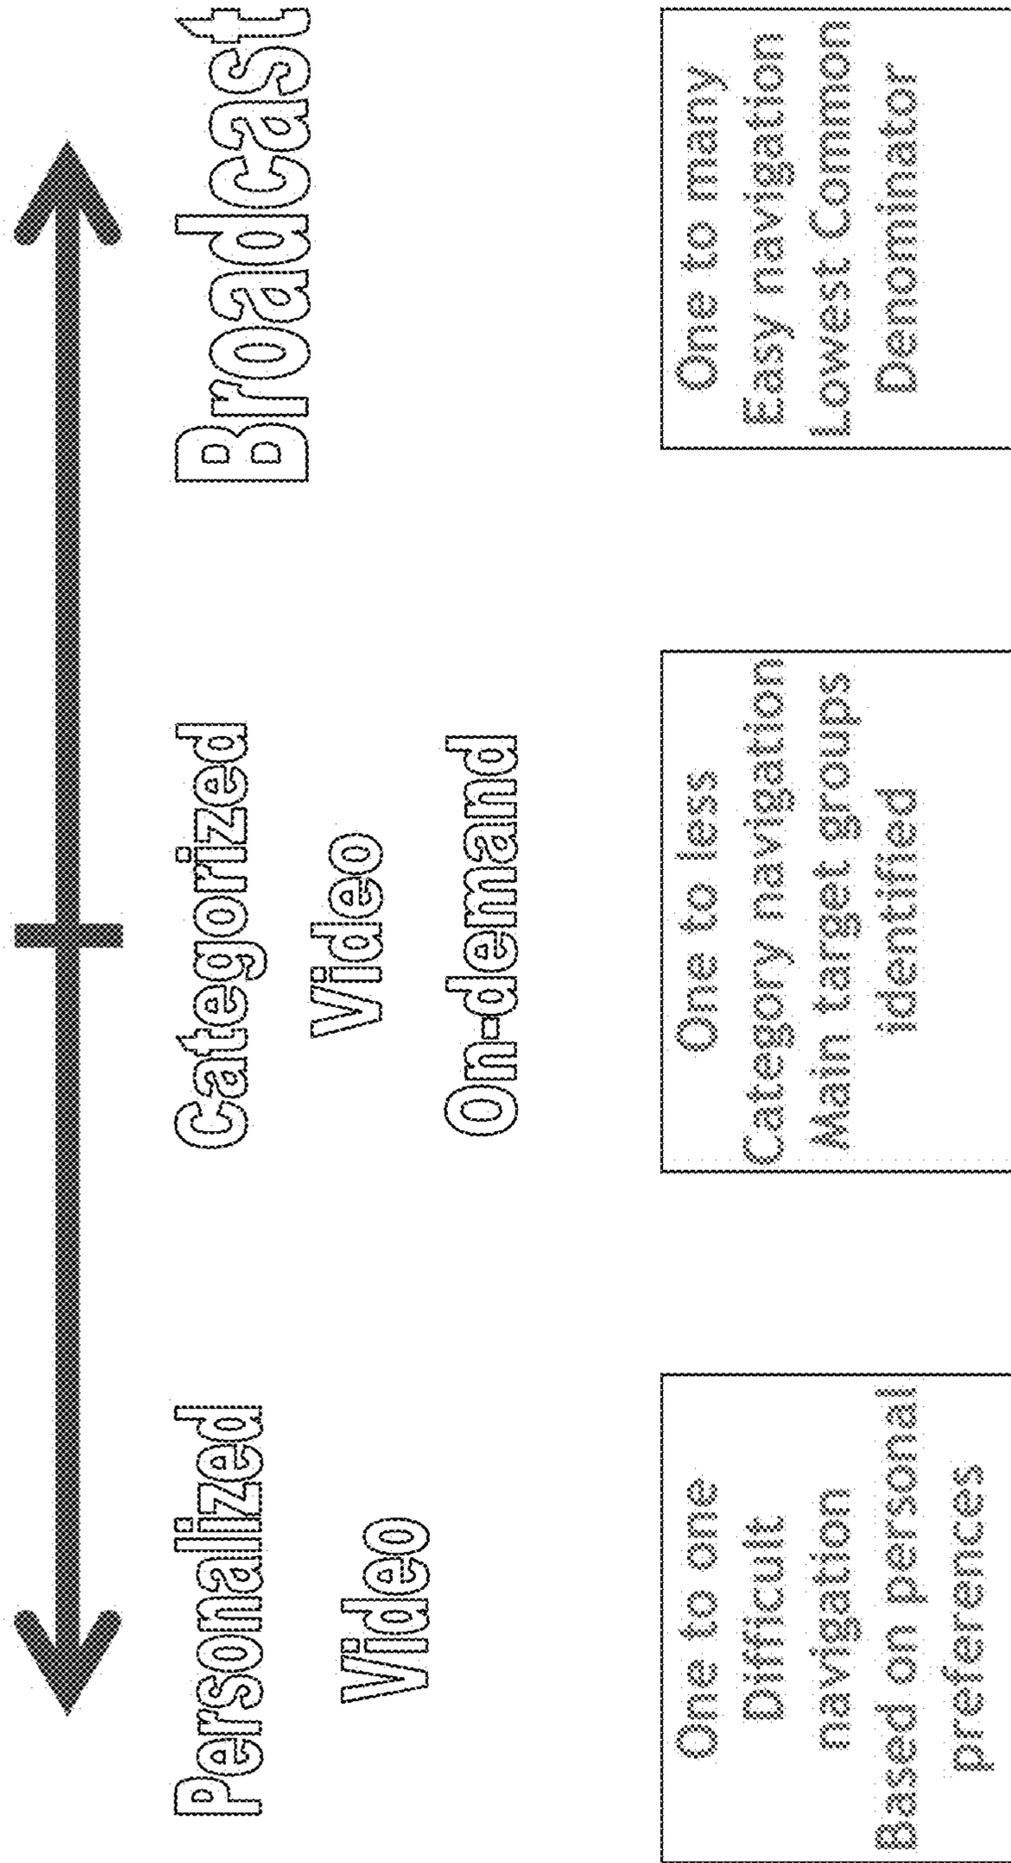 Personalized
Video
Categorized
Video
On-demand
Broadcast
One to one
Difficult
navigation
Based on personal
preferences
One to less
Category navigation
Main target groups
identified
One to many
Easy navigation
Lowest Common
Denominator